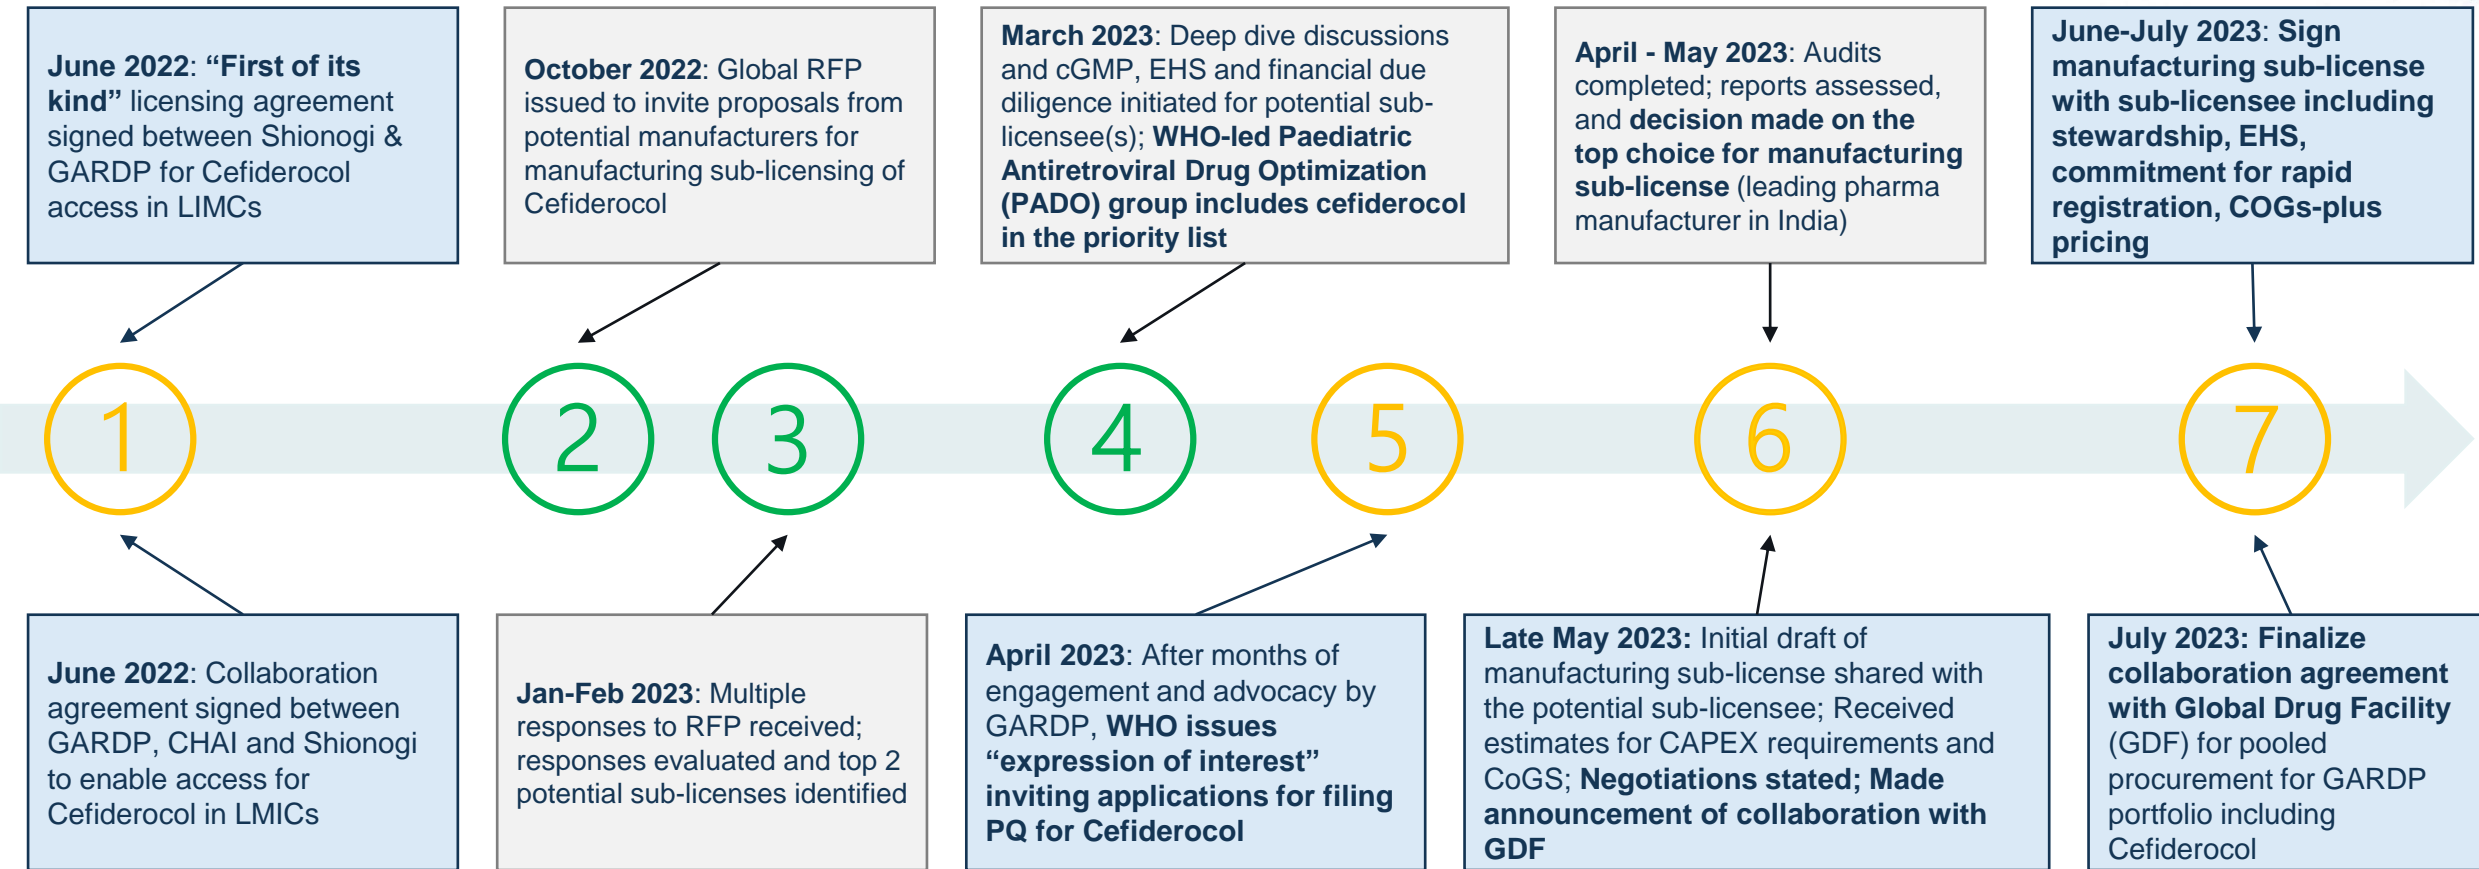 June 2022: “First of its
kind” licensing agreement
signed between Shionogi &
GARDP for Cefiderocol
access in LIMCs
October 2022: Global RFP
issued to invite proposals from
potential manufacturers for
manufacturing sub-licensing of
Cefiderocol
March 2023: Deep dive discussions
and cGMP, EHS and financial due
diligence initiated for potential sub-
licensee(s); WHO-led Paediatric
Antiretroviral Drug Optimization
(PADO) group includes cefiderocol
in the priority list
April - May 2023: Audits
completed; reports assessed,
and decision made on the
top choice for manufacturing
sub-license (leading pharma
manufacturer in India)
June-July 2023: Sign
manufacturing sub-license
with sub-licensee including
stewardship, EHS,
commitment for rapid
registration, COGs-plus
pricing
1
2
3
4
5
6
7
June 2022: Collaboration
agreement signed between
GARDP, CHAI and Shionogi
to enable access for
Cefiderocol in LMICs
Jan-Feb 2023: Multiple
responses to RFP received;
responses evaluated and top 2
potential sub-licenses identified
April 2023: After months of
engagement and advocacy by
GARDP, WHO issues
“expression of interest”
inviting applications for filing
PQ for Cefiderocol
Late May 2023: Initial draft of
manufacturing sub-license shared with
the potential sub-licensee; Received
estimates for CAPEX requirements and
CoGS; Negotiations stated; Made
announcement of collaboration with
GDF
July 2023: Finalize
collaboration agreement
with Global Drug Facility
(GDF) for pooled
procurement for GARDP
portfolio including
Cefiderocol